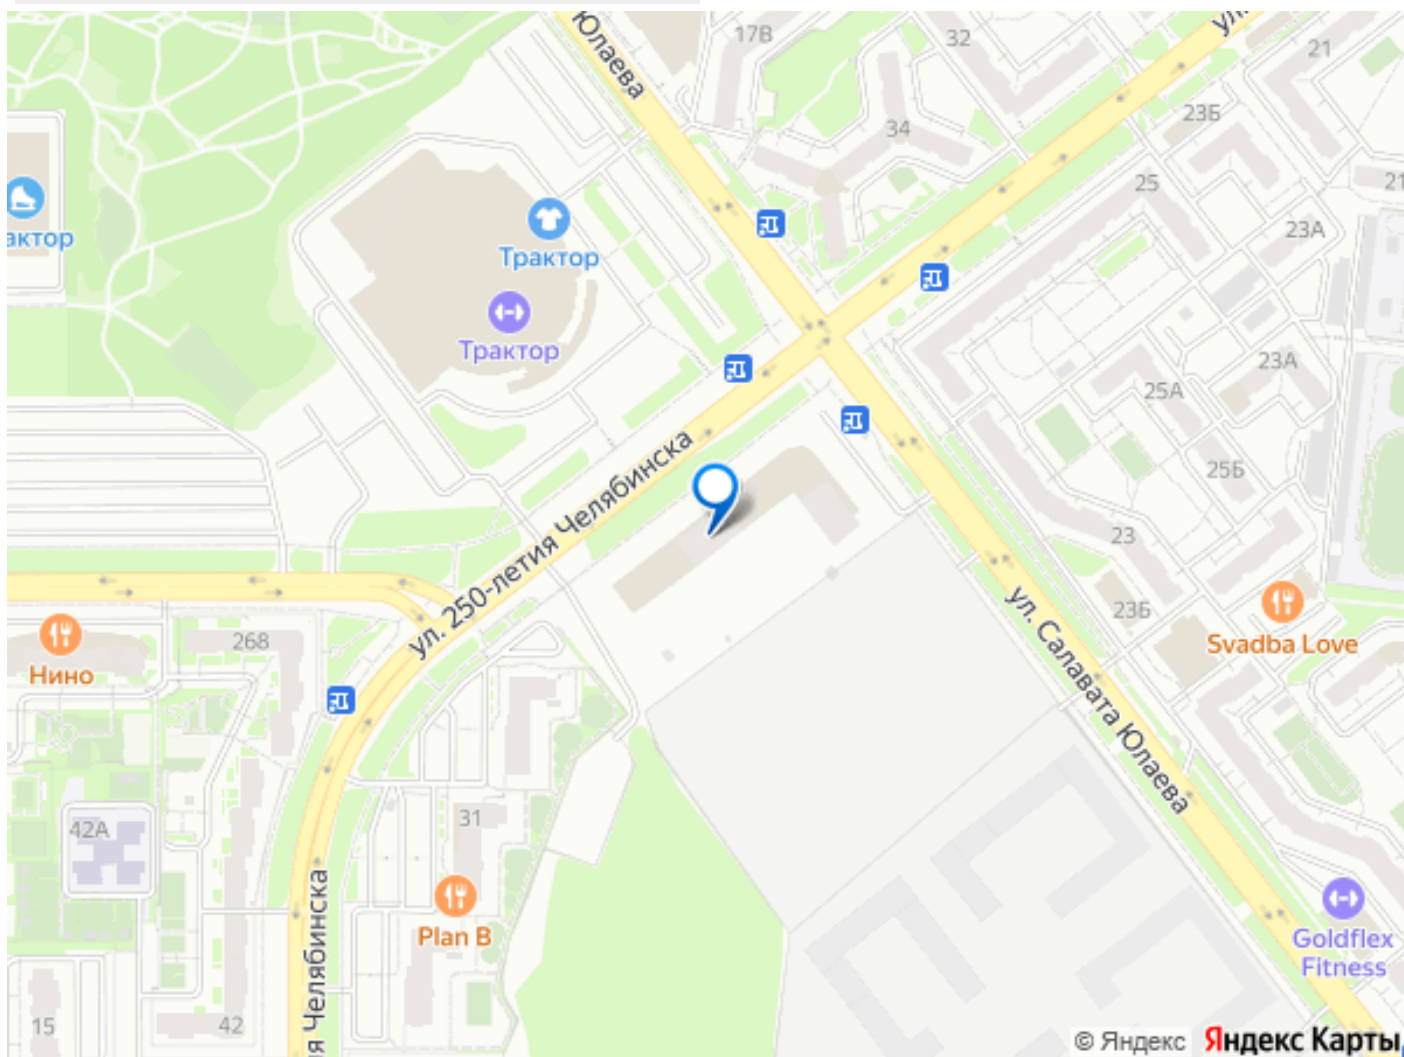 Юлаева
17В
32
ул.
21
23Б
34
25
21
актор
Трактор
23А
Трактор
23А
25А
ул. 250-летия Челябинска
25Б
23
ул. Салавата Юлаева
23Б
Svadba Love
268
Нино
42А
31
Plan B
я Челябинска
Goldflex
Fitness
15
42
© Яндекс Яндекс Карты